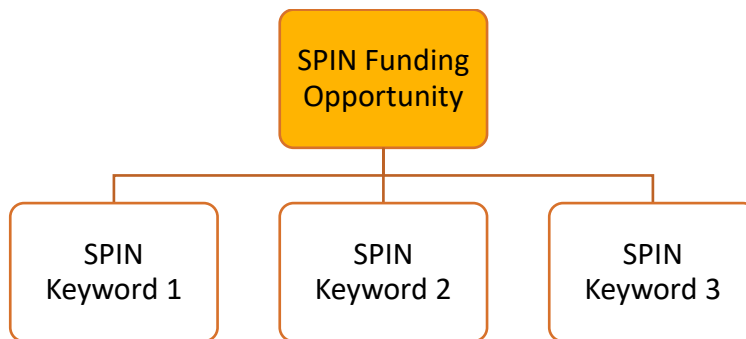 SPIN Funding
Opportunity
SPIN
Keyword 1
SPIN
Keyword 2
SPIN
Keyword 3